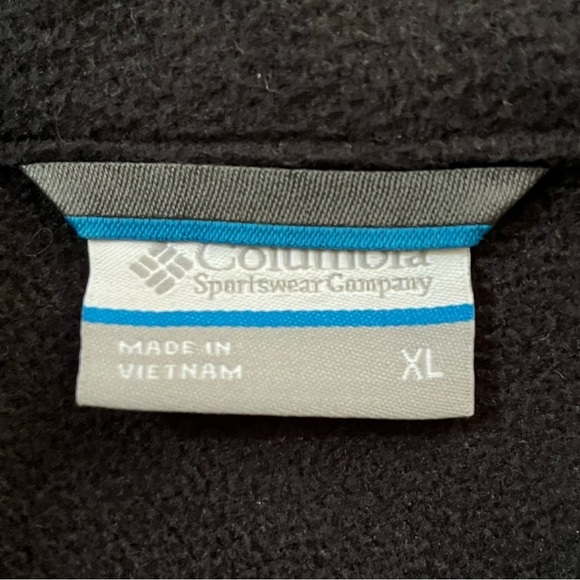 Columbia
Sportswear Company
MADE IN
VIETNAM
XL